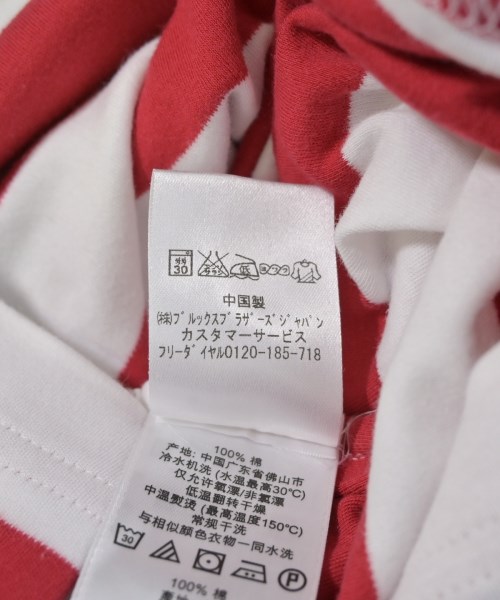 30
低
中国製
(株)ﾌﾞﾙｯｸｽﾌﾞﾗｻﾞｰｽﾞｼﾞｬﾊﾟﾝ
カスタマーサービス
フリーダイヤル0120-185-718
100% 棉
产地: 中国广东省佛山市
冷水机洗 (水温最高30℃)
仅允许氧漂/非氯漂
低温翻转干燥
中温熨烫 (最高温度150℃)
常规干洗
与相似颜色衣物一同水洗
30
P
100% 棉